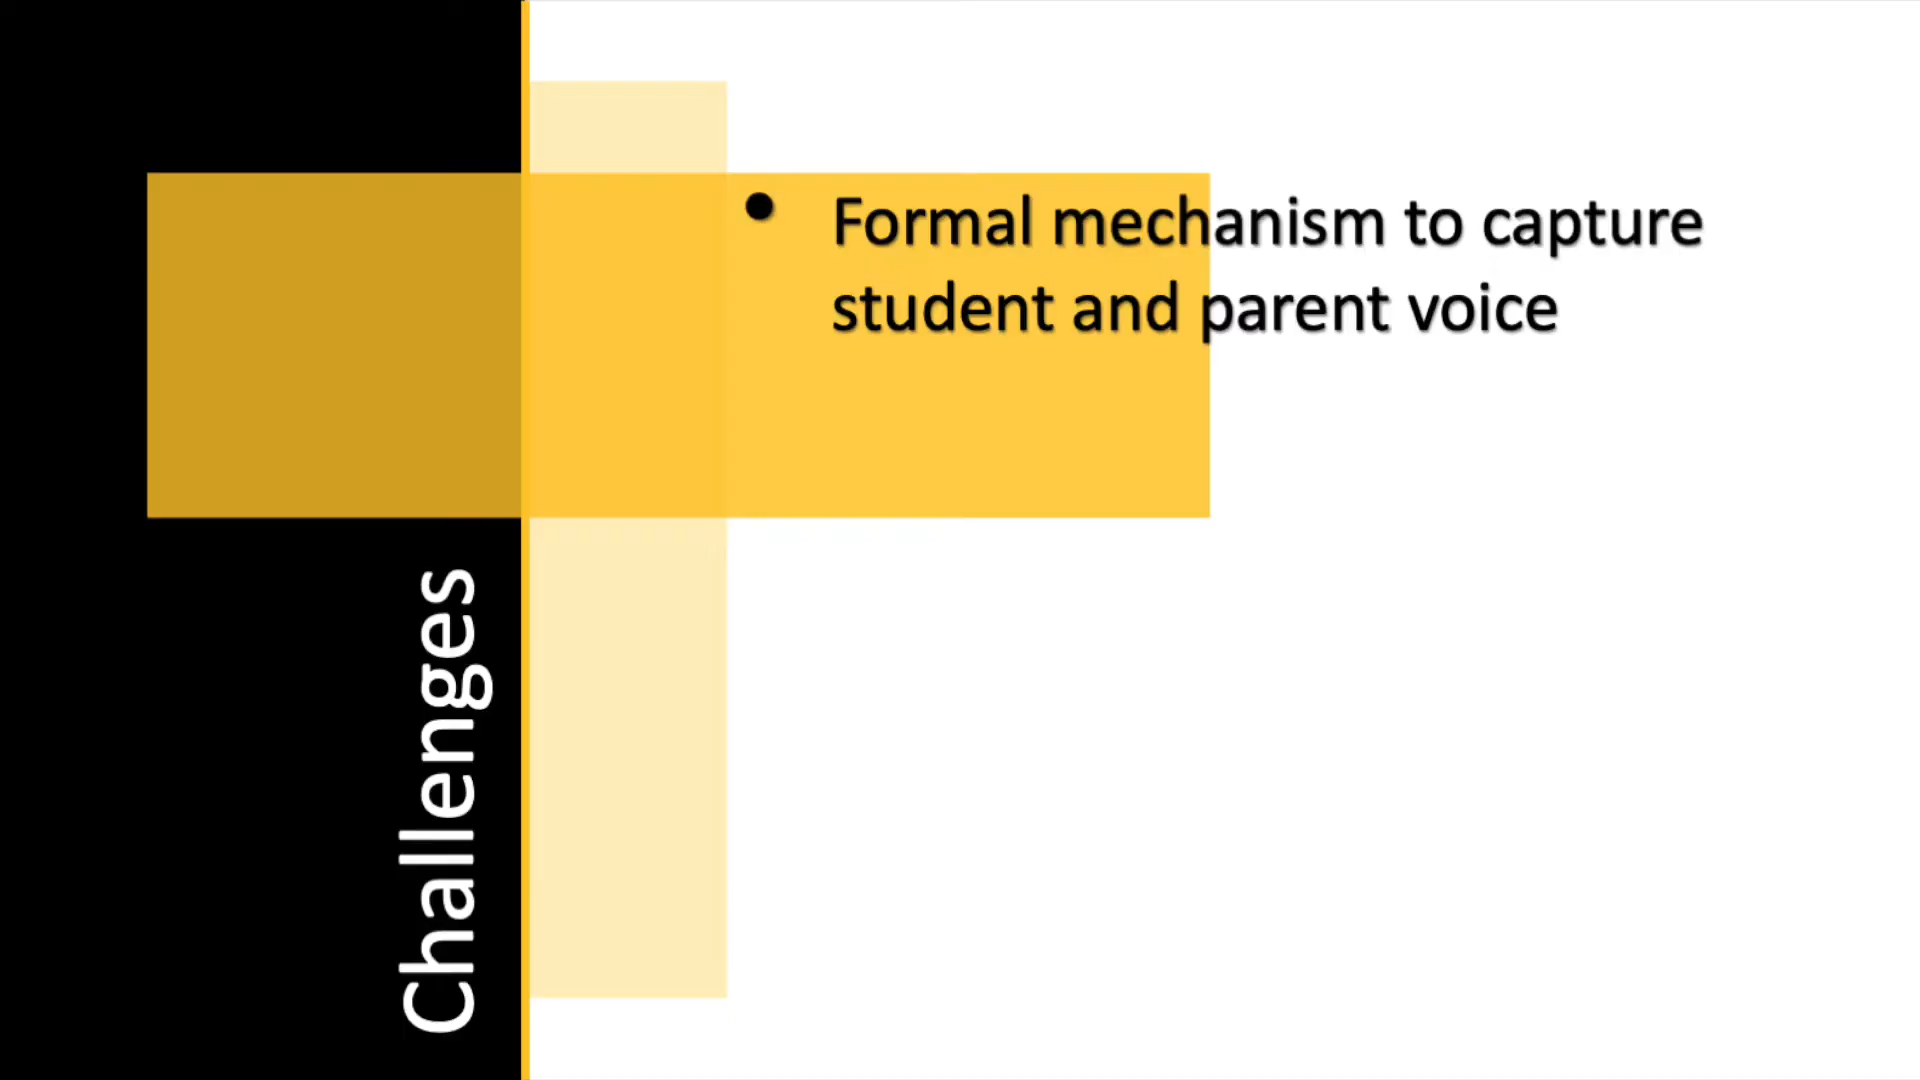 Challenges
• Formal mechanism to capture
student and parent voice